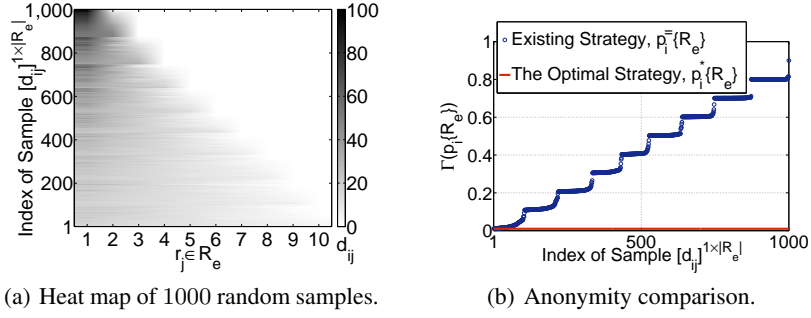 1,000
800
600
400
200
1
Index of Sample [d_ij]^1×|R_e|
1 2 3 4 5 6 7 8 9 10
r_j∈R_e
100
80
60
40
20
0
d_ij
(a) Heat map of 1000 random samples.
1
0.8
0.6
0.4
0.2
0
Γ(p_i{R_e})
Existing Strategy, p_i^={R_e}
The Optimal Strategy, p_i^*{R_e}
1 500 1000
Index of Sample [d_ij]^1×|R_e|
(b) Anonymity comparison.